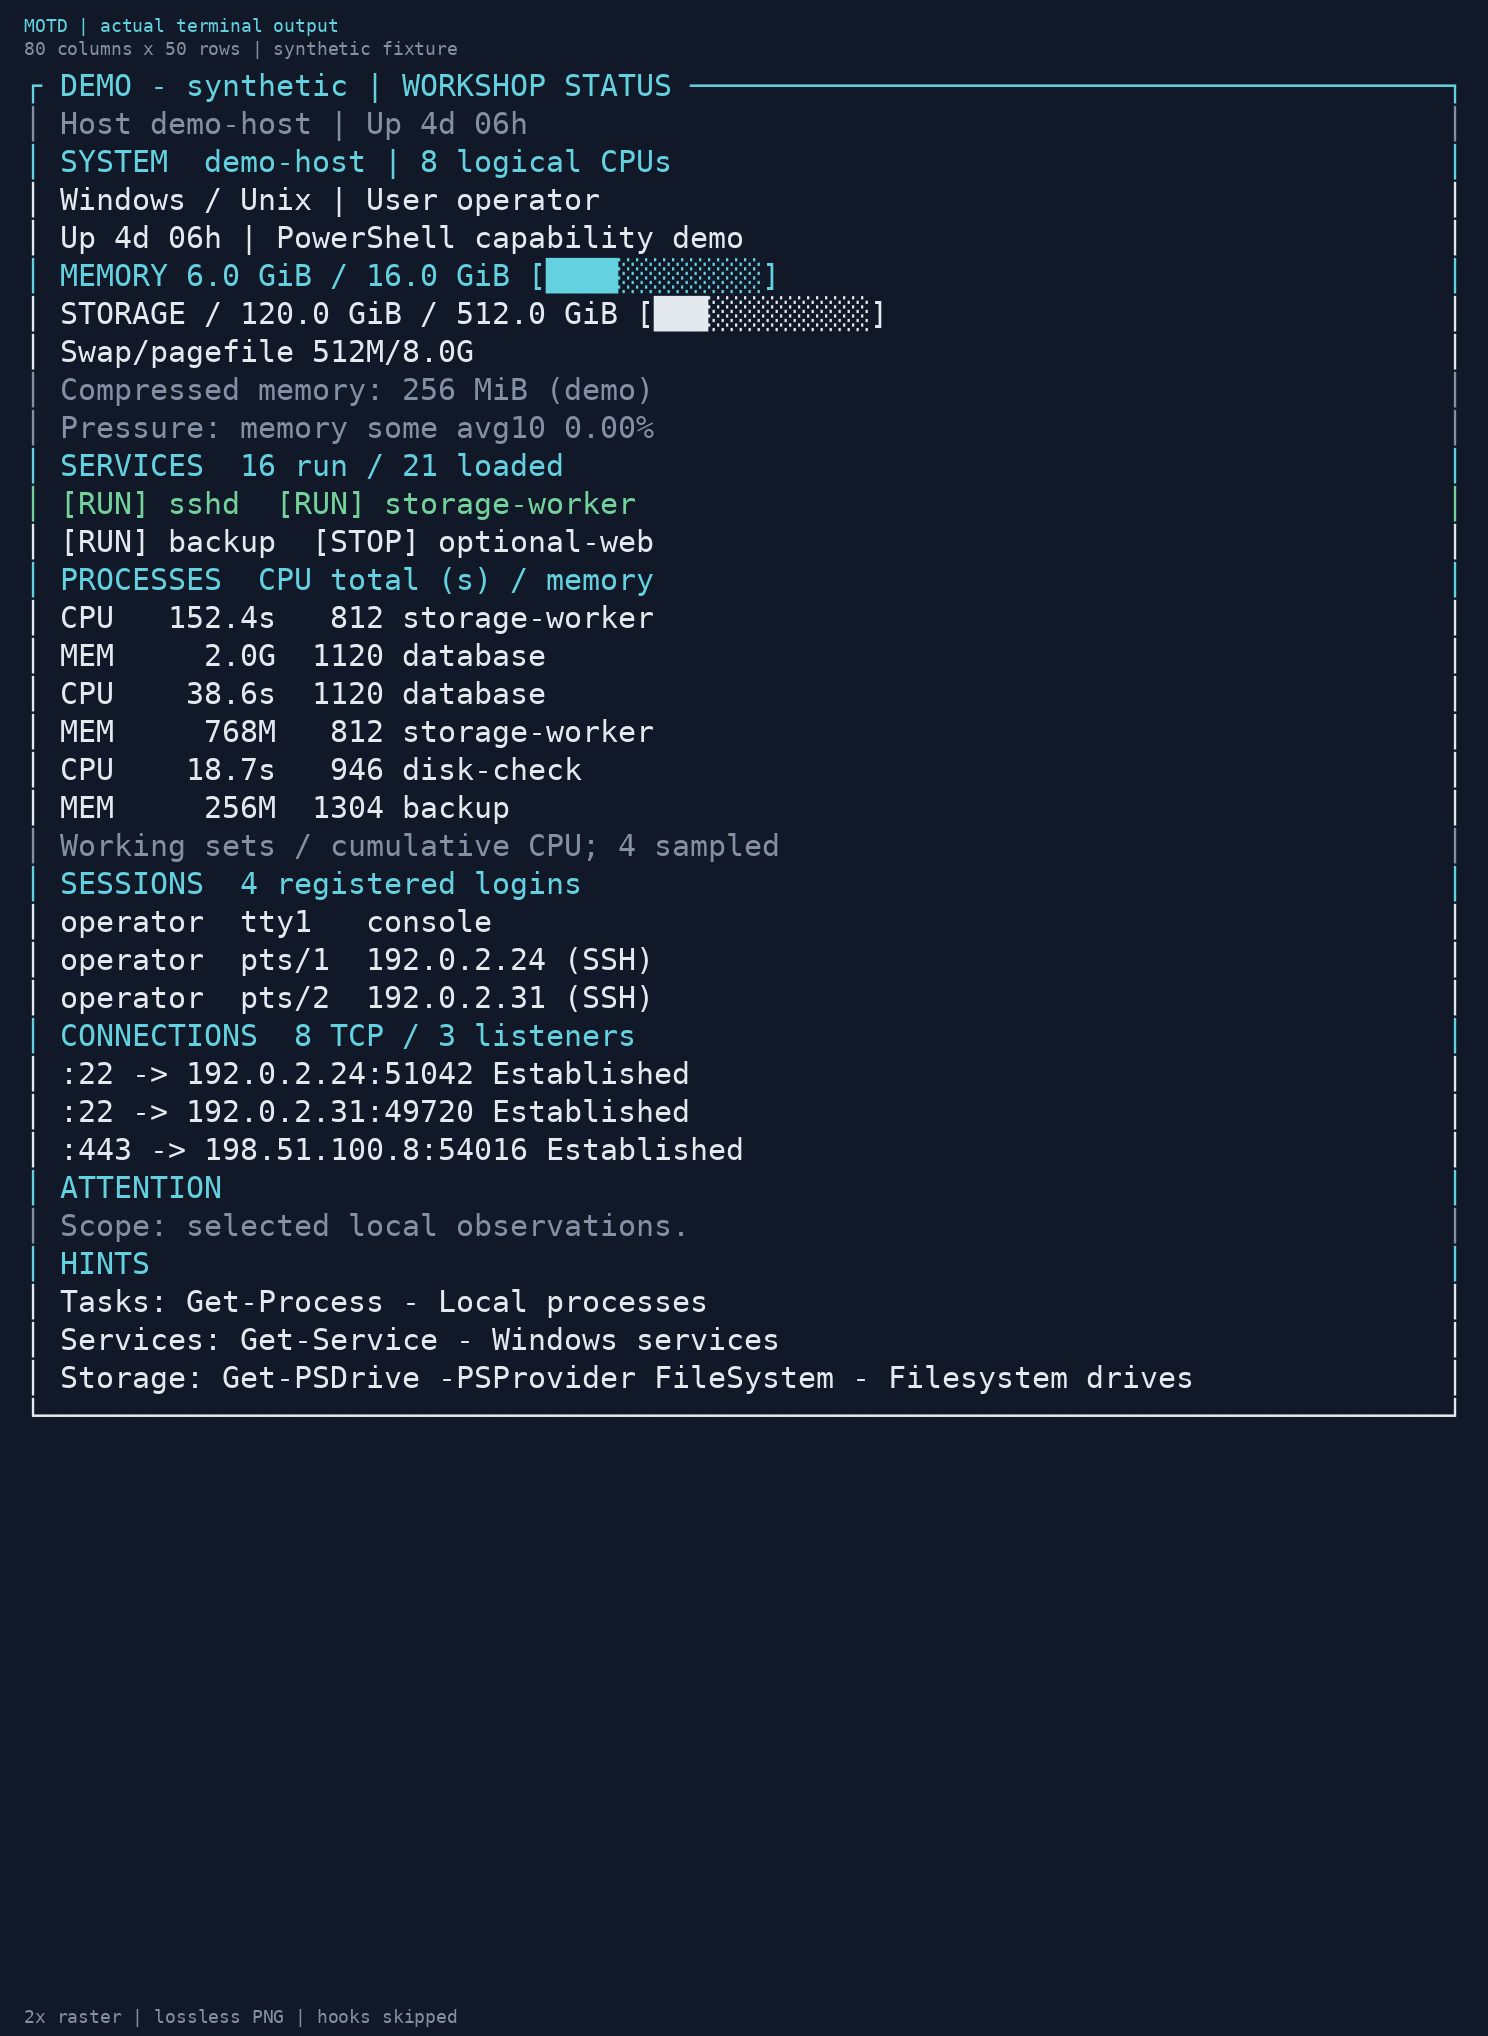 MOTD | actual terminal output
80 columns x 50 rows | synthetic fixture
DEMO - synthetic | WORKSHOP STATUS
Host demo-host | Up 4d 06h
SYSTEM  demo-host | 8 logical CPUs
Windows / Unix | User operator
Up 4d 06h | PowerShell capability demo
MEMORY 6.0 GiB / 16.0 GiB [████░░░░░░░░]
STORAGE / 120.0 GiB / 512.0 GiB [███░░░░░░░░░]
Swap/pagefile 512M/8.0G
Compressed memory: 256 MiB (demo)
Pressure: memory some avg10 0.00%
SERVICES  16 run / 21 loaded
[RUN] sshd  [RUN] storage-worker
[RUN] backup  [STOP] optional-web
PROCESSES  CPU total (s) / memory
CPU   152.4s   812 storage-worker
MEM     2.0G  1120 database
CPU    38.6s  1120 database
MEM     768M   812 storage-worker
CPU    18.7s   946 disk-check
MEM     256M  1304 backup
Working sets / cumulative CPU; 4 sampled
SESSIONS  4 registered logins
operator  tty1   console
operator  pts/1  192.0.2.24 (SSH)
operator  pts/2  192.0.2.31 (SSH)
CONNECTIONS  8 TCP / 3 listeners
:22 -> 192.0.2.24:51042 Established
:22 -> 192.0.2.31:49720 Established
:443 -> 198.51.100.8:54016 Established
ATTENTION
Scope: selected local observations.
HINTS
Tasks: Get-Process - Local processes
Services: Get-Service - Windows services
Storage: Get-PSDrive -PSProvider FileSystem - Filesystem drives
2x raster | lossless PNG | hooks skipped